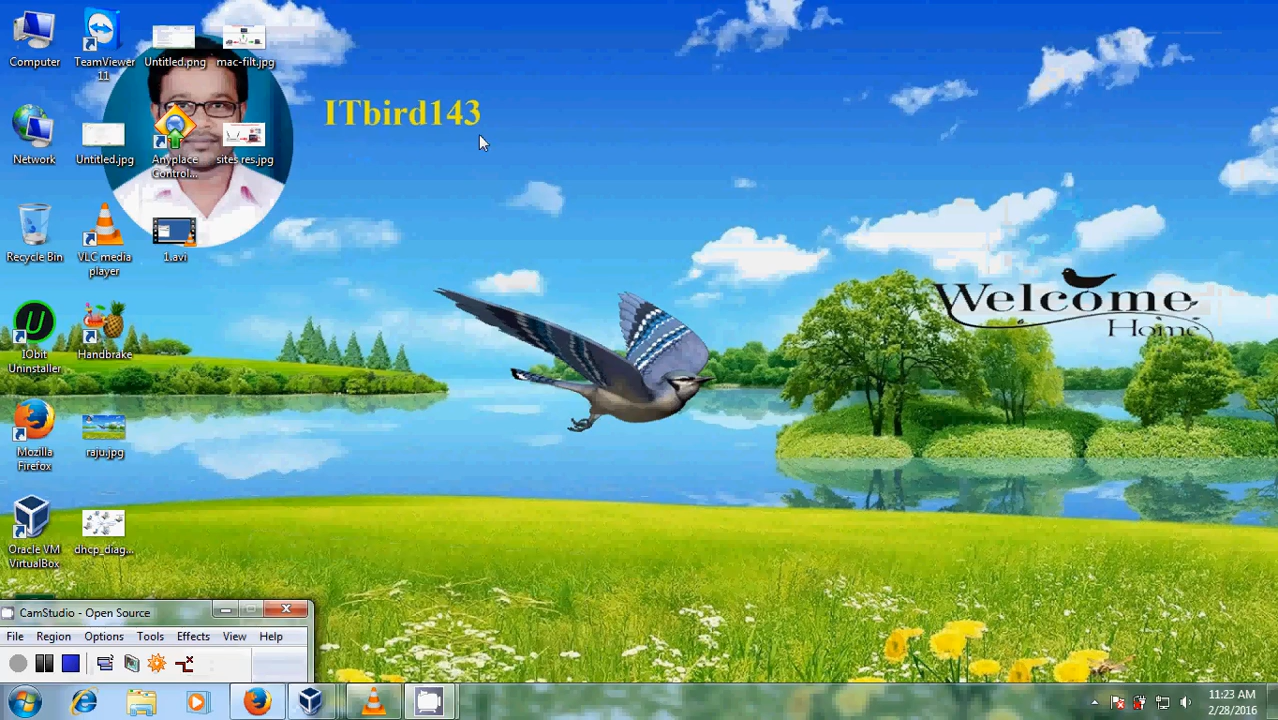 Computer
TeamViewer
11
Untitled.png
mac-filt.jpg
ITbird143
Network
Untitled.jpg
Anyplace
Control...
sites res.jpg
Recycle Bin
VLC media
player
1.avi
Welcome
Home
IObit
Uninstaller
Handbrake
Mozilla
Firefox
raju.jpg
Oracle VM
VirtualBox
dhcp_diag...
CamStudio - Open Source
File Region Options Tools Effects View Help
11:23 AM
2/28/2016